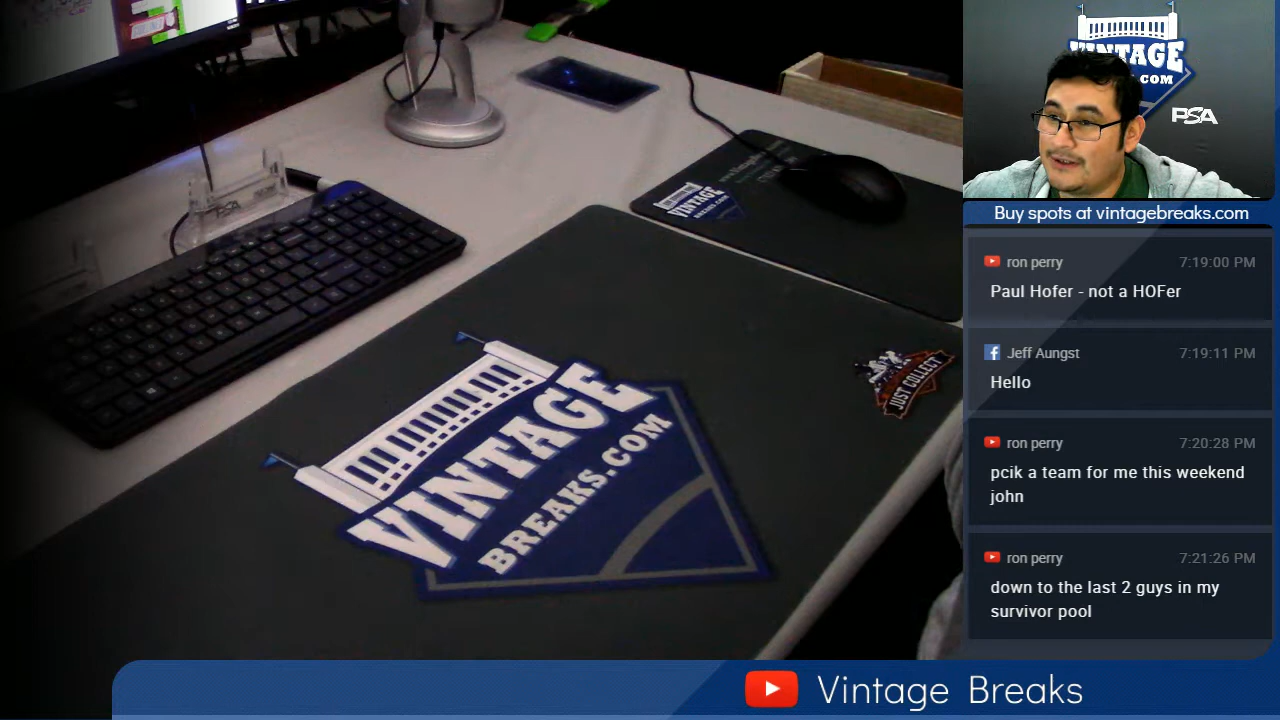 VINTAGE
.COM
PSA
Buy spots at vintagebreaks.com
ron perry 7:19:00 PM
Paul Hofer - not a HOFer
Jeff Aungst 7:19:11 PM
Hello
ron perry 7:20:28 PM
pcik a team for me this weekend
john
ron perry 7:21:26 PM
down to the last 2 guys in my
survivor pool
VINTAGE
BREAKS.COM
JUST COLLECT
VINTAGE
BREAKS.COM
Vintage Breaks